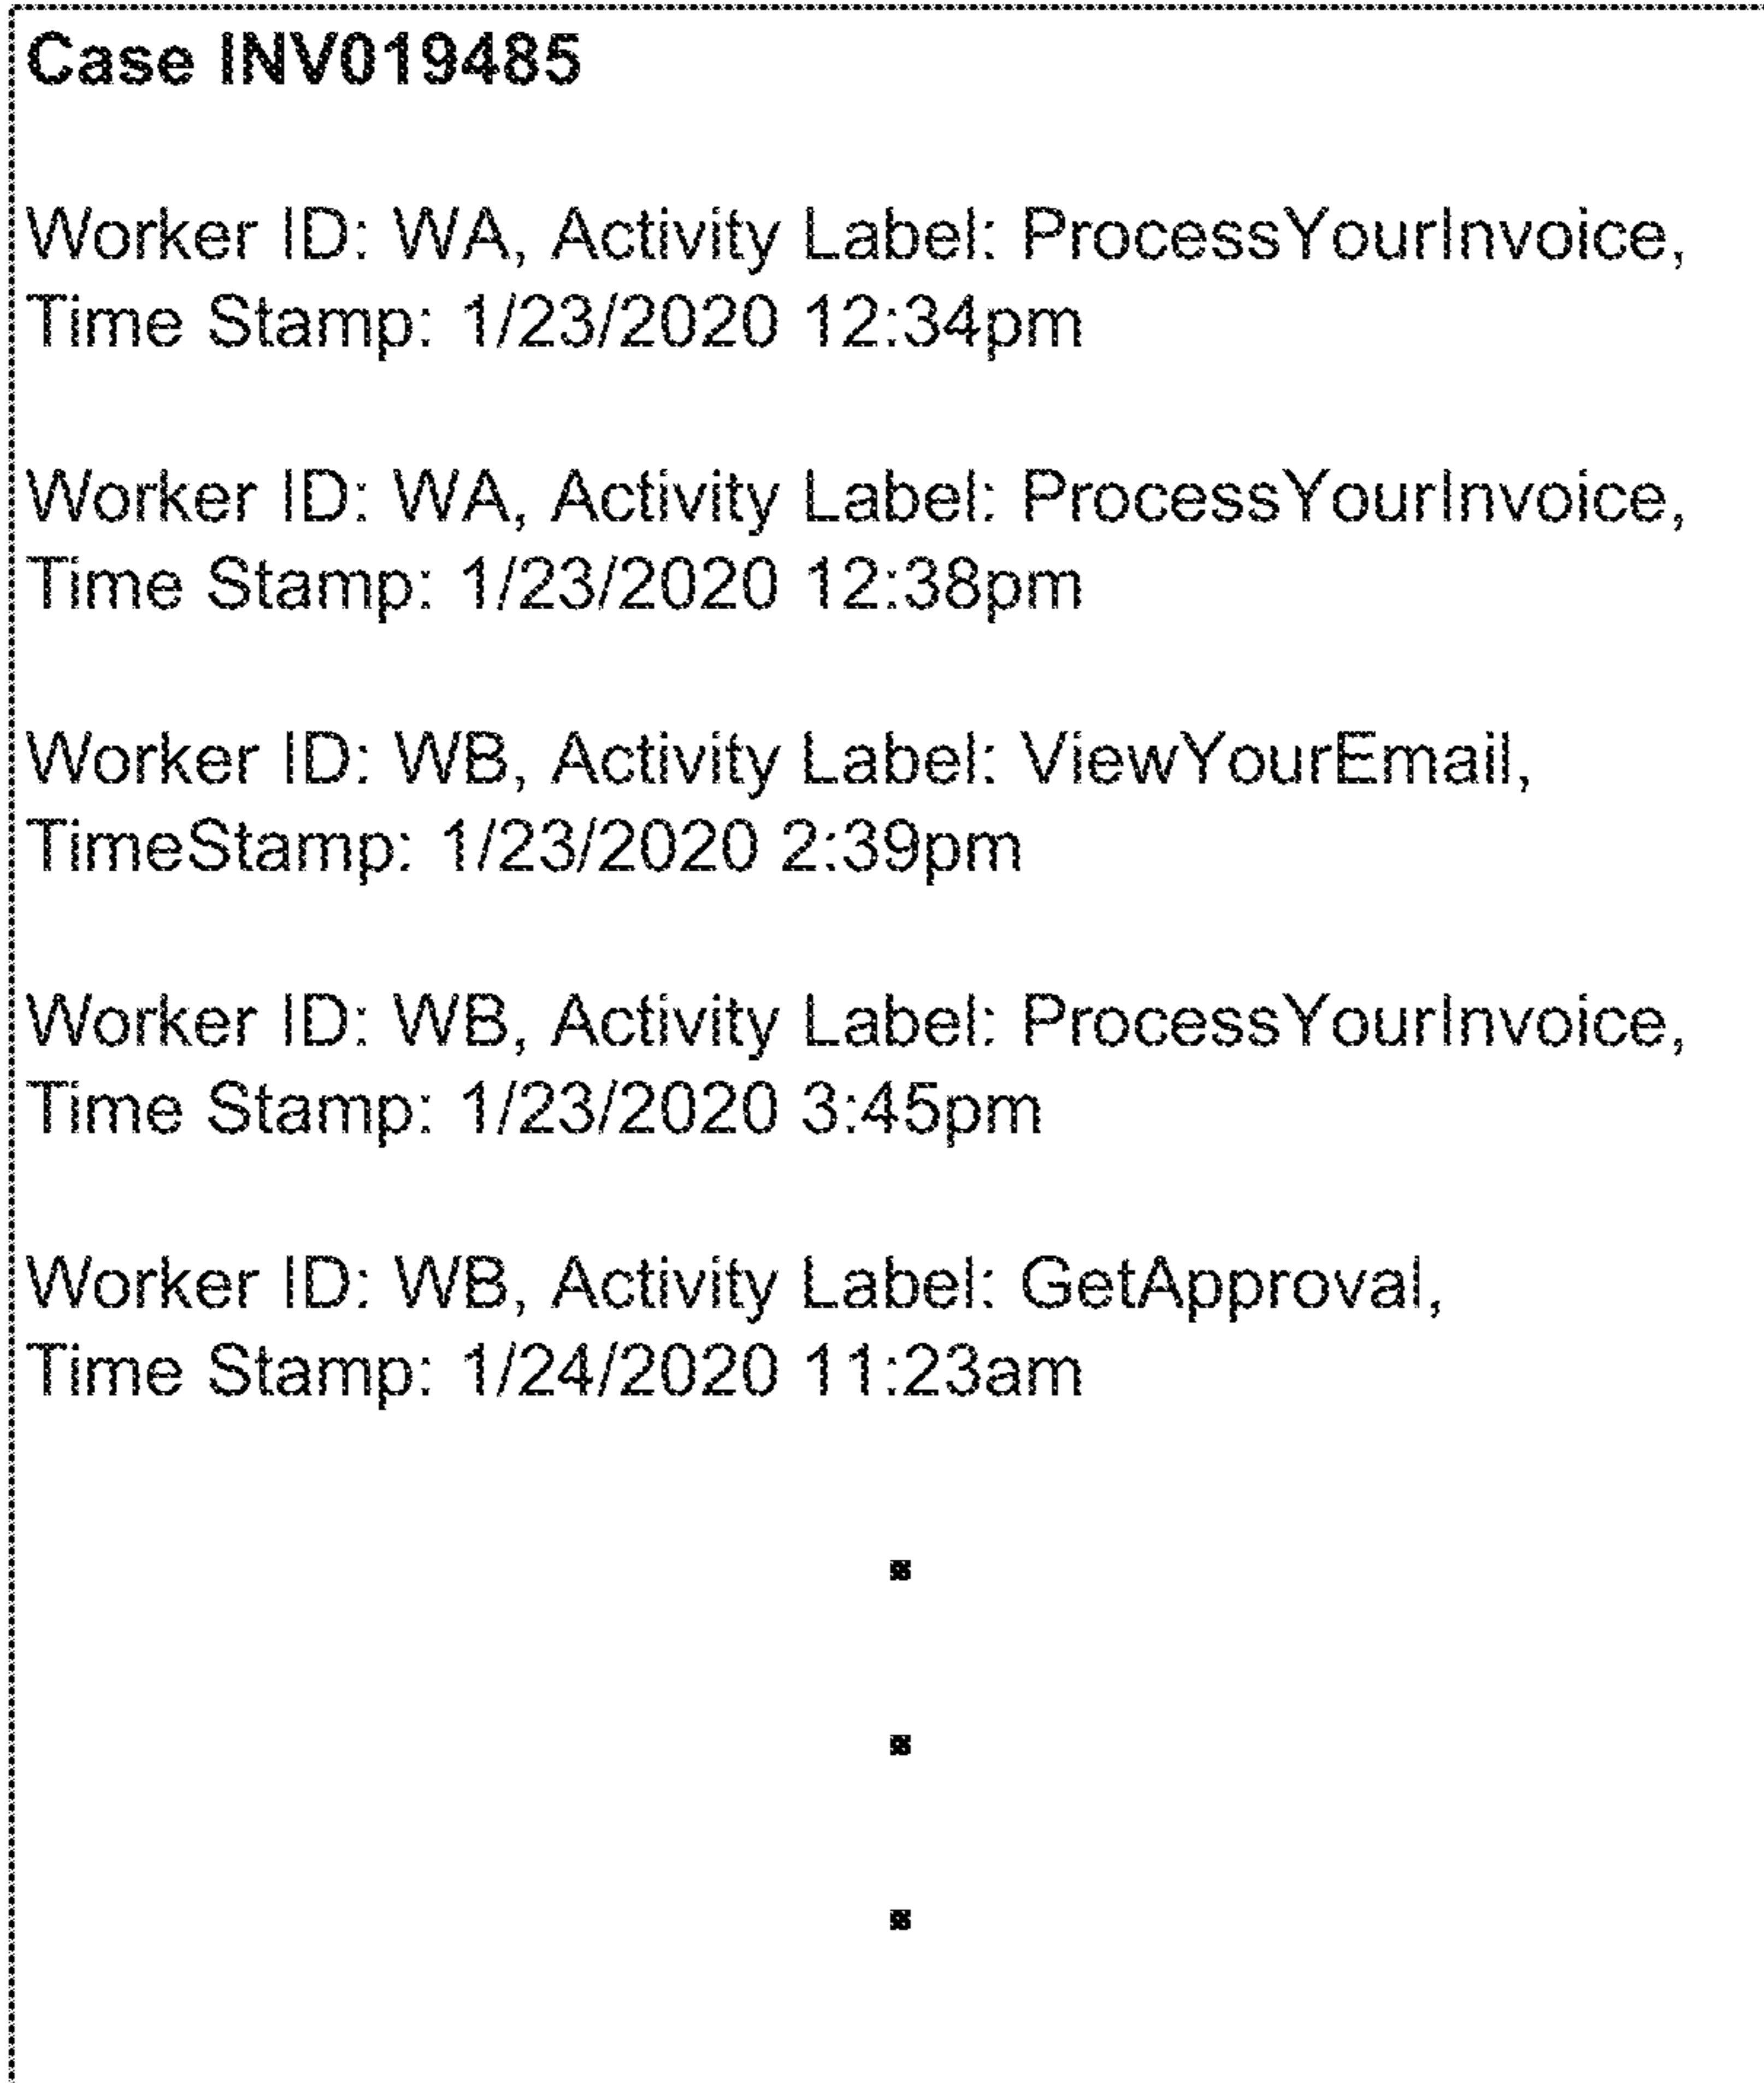 Case INV019485
Worker ID: WA, Activity Label: ProcessYourInvoice,
Time Stamp: 1/23/2020 12:34pm
Worker ID: WA, Activity Label: ProcessYourInvoice,
Time Stamp: 1/23/2020 12:38pm
Worker ID: WB, Activity Label: ViewYourEmail,
TimeStamp: 1/23/2020 2:39pm
Worker ID: WB, Activity Label: ProcessYourInvoice,
Time Stamp: 1/23/2020 3:45pm
Worker ID: WB, Activity Label: GetApproval,
Time Stamp: 1/24/2020 11:23am